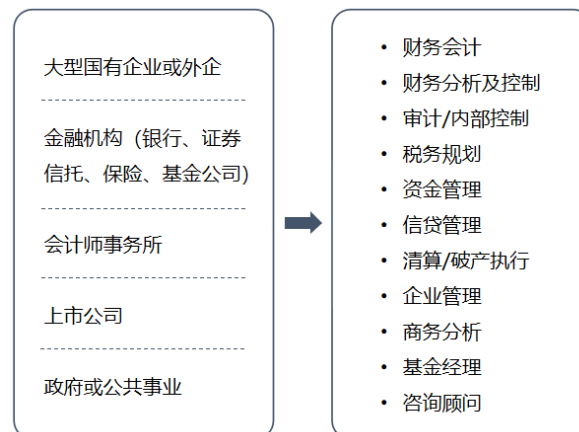 大型国有企业或外企
金融机构（银行、证券
信托、保险、基金公司）
会计师事务所
上市公司
政府或公共事业
• 财务会计
• 财务分析及控制
• 审计/内部控制
• 税务规划
• 资金管理
• 信贷管理
• 清算/破产执行
• 企业管理
• 商务分析
• 基金经理
• 咨询顾问